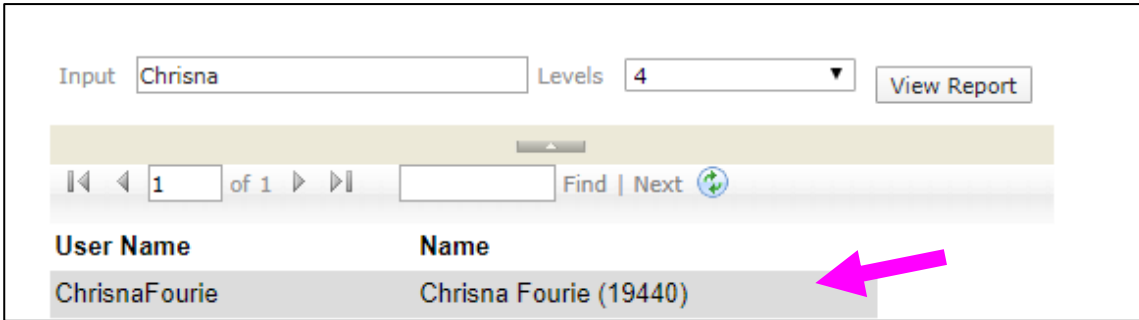 Input Chrisna Levels 4 View Report
1 of 1 Find | Next
User Name Name
ChrisnaFourie Chrisna Fourie (19440)